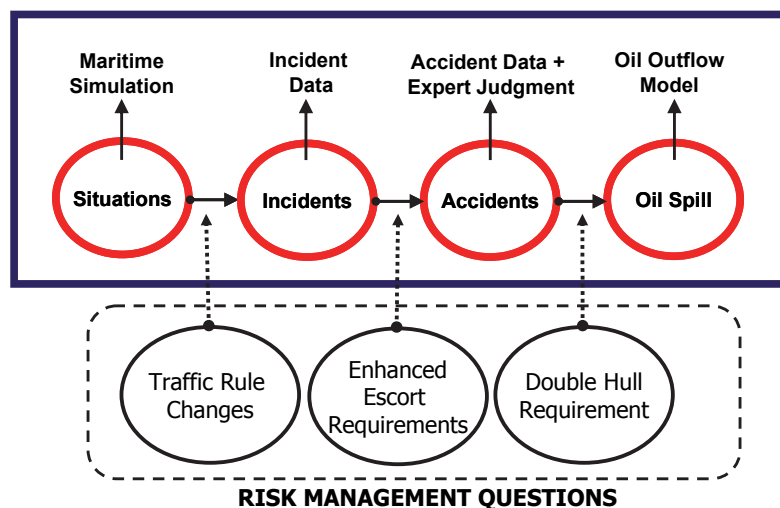 Maritime
Simulation
Incident
Data
Accident Data +
Expert Judgment
Oil Outflow
Model
Situations
Incidents
Accidents
Oil Spill
Traffic Rule
Changes
Enhanced
Escort
Requirements
Double Hull
Requirement
RISK MANAGEMENT QUESTIONS